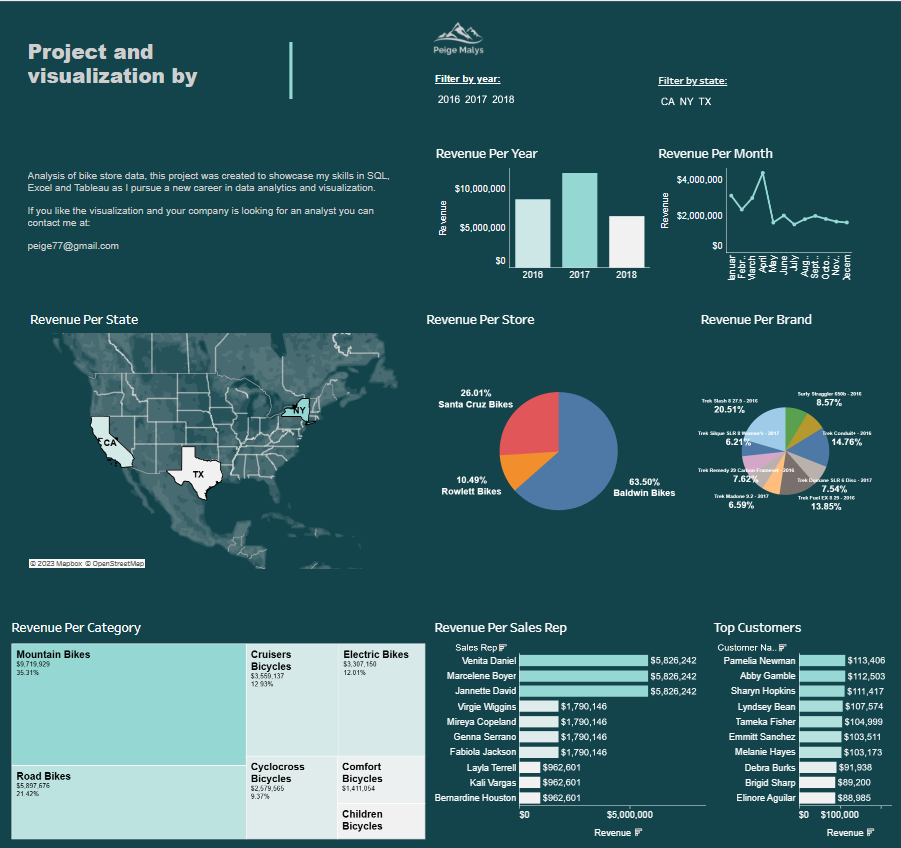 Project and
visualization by
Peige Malys
Filter by year:
2016 2017 2018
Filter by state:
CA NY TX
Analysis of bike store data, this project was created to showcase my skills in SQL,
Excel and Tableau as I pursue a new career in data analytics and visualization.
If you like the visualization and your company is looking for an analyst you can
contact me at:
peige77@gmail.com
Revenue Per Year
Revenue
$10,000,000
$5,000,000
$0
2016 2017 2018
Revenue Per Month
Revenue
$4,000,000
$2,000,000
$0
Febr..
March
April
May
June
July
Aug..
Sept..
Octo..
Nov..
Revenue Per State
CA
TX
NY
© 2023 Mapbox © OpenStreetMap
Revenue Per Store
26.01%
Santa Cruz Bikes
10.49%
Rowlett Bikes
63.50%
Baldwin Bikes
Revenue Per Brand
Trek Slash 8 27.5 - 2016
20.51%
Surly Straggler 650b - 2016
8.57%
Trek Silque SLR 8 Women's - 2017
6.21%
Trek Conduit+ - 2016
14.76%
Trek Remedy 29 Carbon Frameset - 2016
7.62%
Trek Domane SLR 6 Disc - 2017
7.54%
Trek Madone 9.2 - 2017
6.59%
Trek Fuel EX 8 29 - 2016
13.85%
Revenue Per Category
Mountain Bikes
$9,719,929
35.31%
Road Bikes
$5,897,676
21.42%
Cruisers
Bicycles
$3,559,137
12.93%
Electric Bikes
$3,307,150
12.01%
Cyclocross
Bicycles
$2,579,565
9.37%
Comfort
Bicycles
$1,411,054
Children
Bicycles
Revenue Per Sales Rep
Sales Rep
Venita Daniel $5,826,242
Marcelene Boyer $5,826,242
Jannette David $5,826,242
Virgie Wiggins $1,790,146
Mireya Copeland $1,790,146
Genna Serrano $1,790,146
Fabiola Jackson $1,790,146
Layla Terrell $962,601
Kali Vargas $962,601
Bernardine Houston $962,601
$0 $5,000,000
Revenue
Top Customers
Customer Na..
Pamelia Newman $113,406
Abby Gamble $112,503
Sharyn Hopkins $111,417
Lyndsey Bean $107,574
Tameka Fisher $104,999
Emmitt Sanchez $103,511
Melanie Hayes $103,173
Debra Burks $91,938
Brigid Sharp $89,200
Elinore Aguilar $88,985
$0 $100,000
Revenue